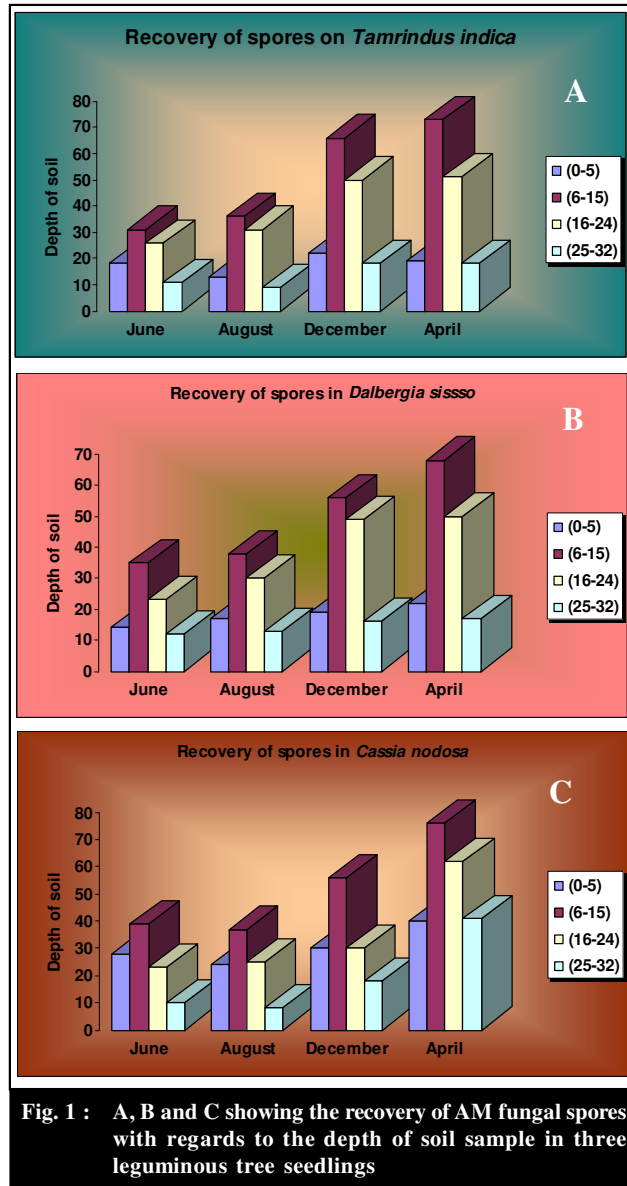 Recovery of spores on Tamrindus indica
A
80
70
60
50
40
30
20
10
0
Depth of soil
June August December April
(0-5)
(6-15)
(16-24)
(25-32)
Recovery of spores in Dalbergia sissso
B
70
60
50
40
30
20
10
0
Depth of soil
June August December April
(0-5)
(6-15)
(16-24)
(25-32)
Recovery of spores in Cassia nodosa
C
80
70
60
50
40
30
20
10
0
Depth of soil
June August December April
(0-5)
(6-15)
(16-24)
(25-32)
Fig. 1 : A, B and C showing the recovery of AM fungal spores
with regards to the depth of soil sample in three
leguminous tree seedlings